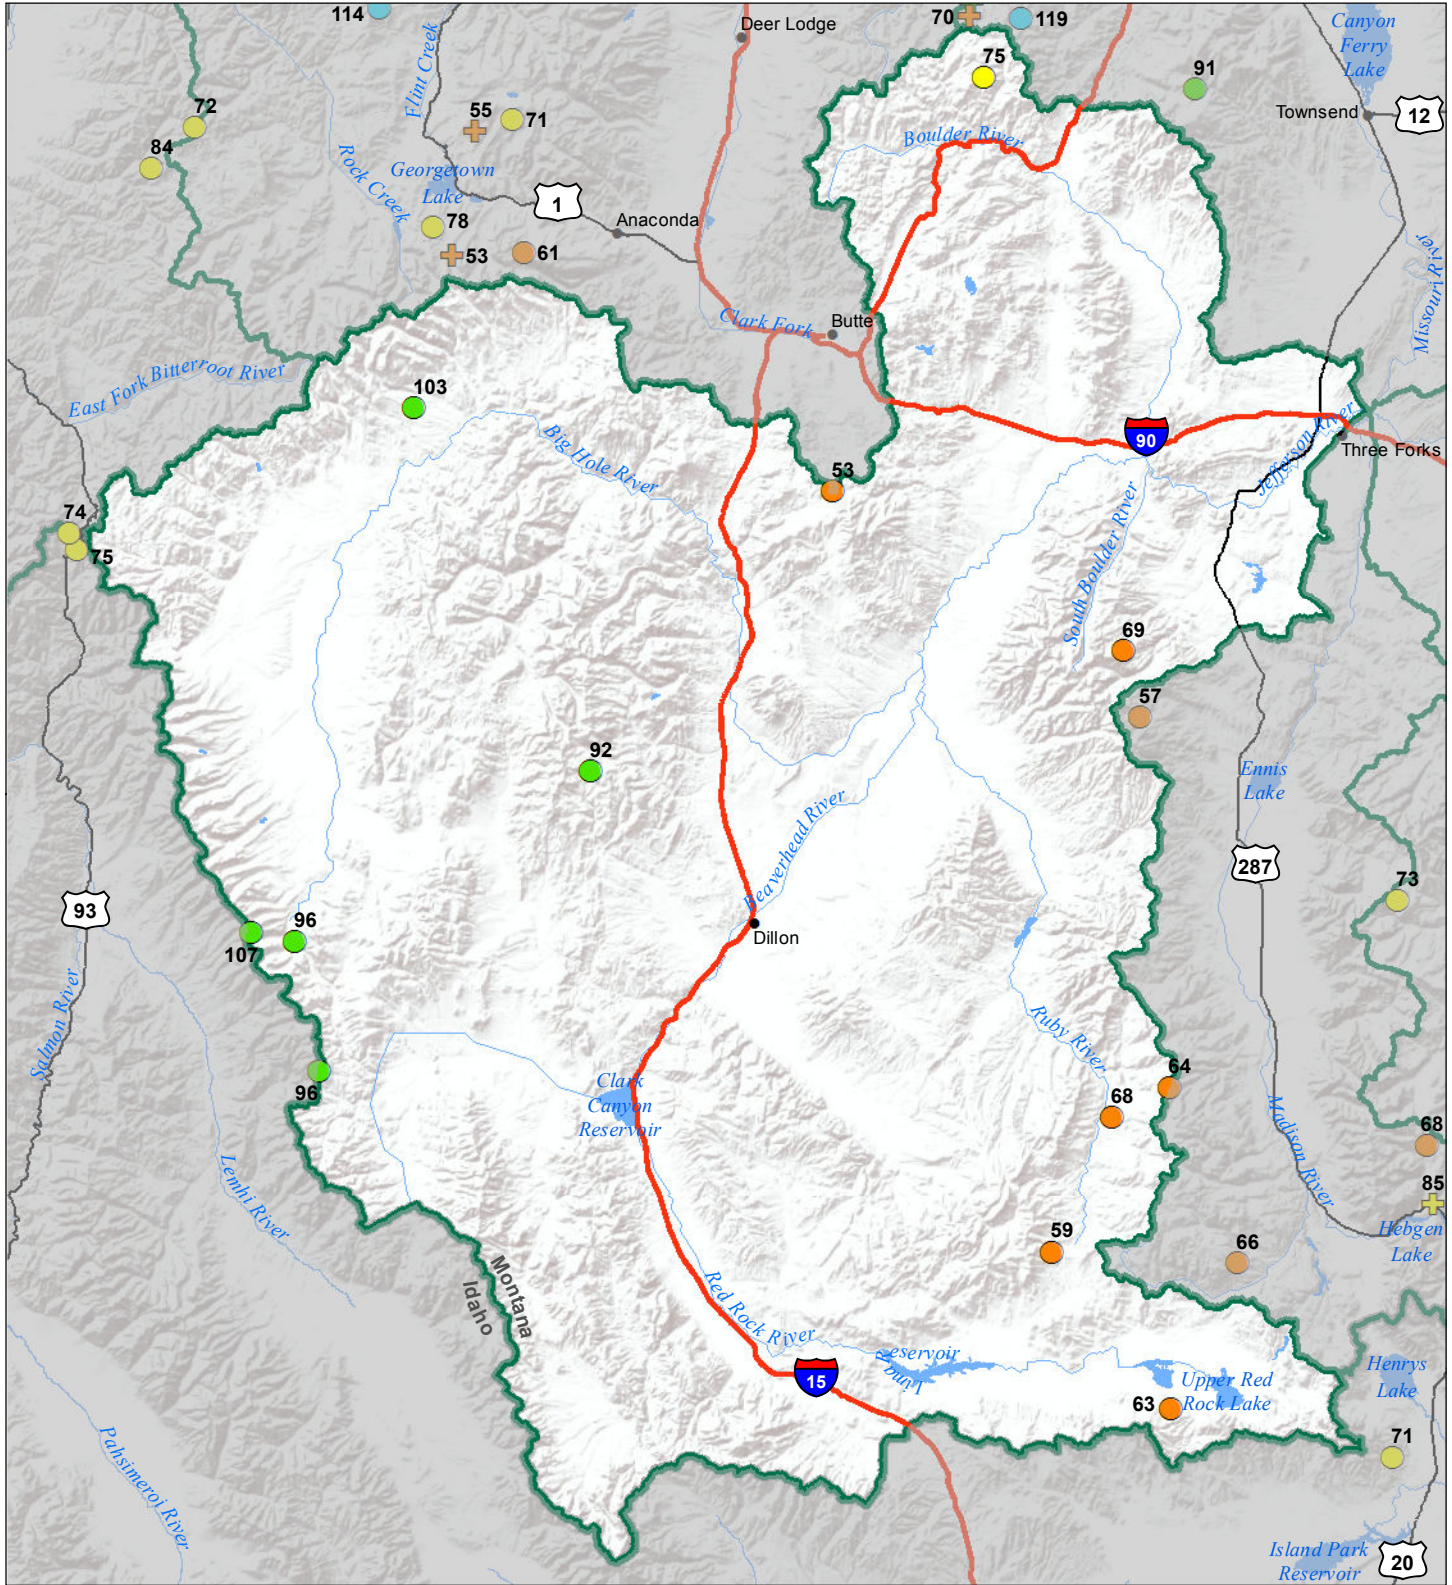 114
Deer Lodge
70
119
Canyon
Ferry
Lake
Flint Creek
75
91
72
55
71
Townsend
12
84
Boulder River
Rock Creek
Georgetown
Lake
1
78
Anaconda
53
61
Missouri River
Clark Fork
Butte
East Fork Bitterroot River
103
90
Jefferson River
Three Forks
Big Hole River
53
74
75
South Boulder River
69
57
92
Ennis
Lake
Beaverhead River
287
73
93
96
107
Dillon
Salmon River
Ruby River
64
96
Clark
Canyon
Reservoir
68
Madison River
68
Lemhi River
85
Hebgen
Lake
59
66
Montana
Idaho
Red Rock River
Lima
Reservoir
15
Upper Red
Rock Lake
63
Henrys
Lake
71
Pahsimeroi River
Island Park
Reservoir
20